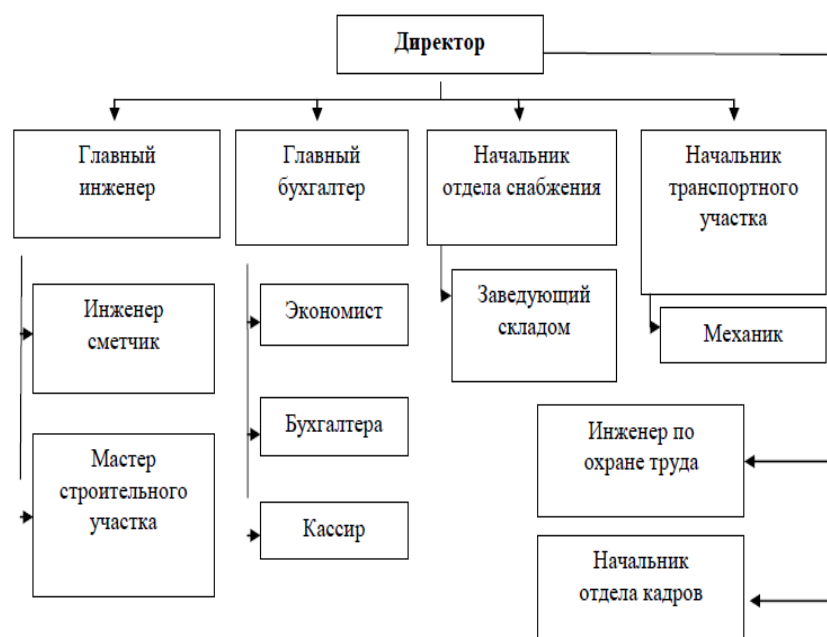 Директор
Главный
инженер
Главный
бухгалтер
Начальник
отдела снабжения
Начальник
транспортного
участка
Инженер
сметчик
Экономист
Заведующий
складом
Механик
Бухгалтера
Мастер
строительного
участка
Инженер по
охране труда
Кассир
Начальник
отдела кадров